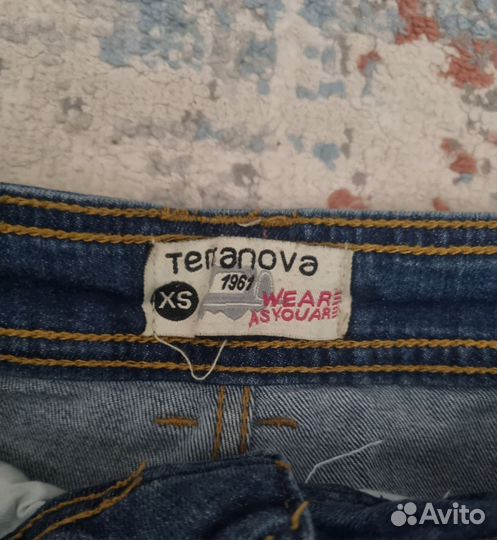 Terranova
1961
XS
WEAR
AS YOU ARE
Avito